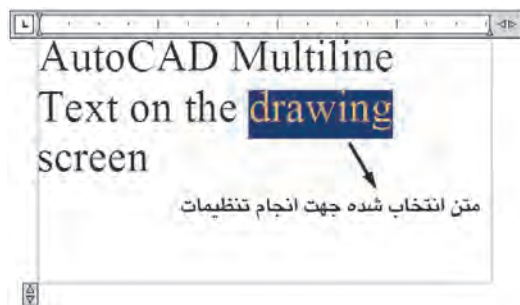 AutoCAD Multiline
Text on the drawing
screen
متن انتخاب شده جهت انجام تنظیمات